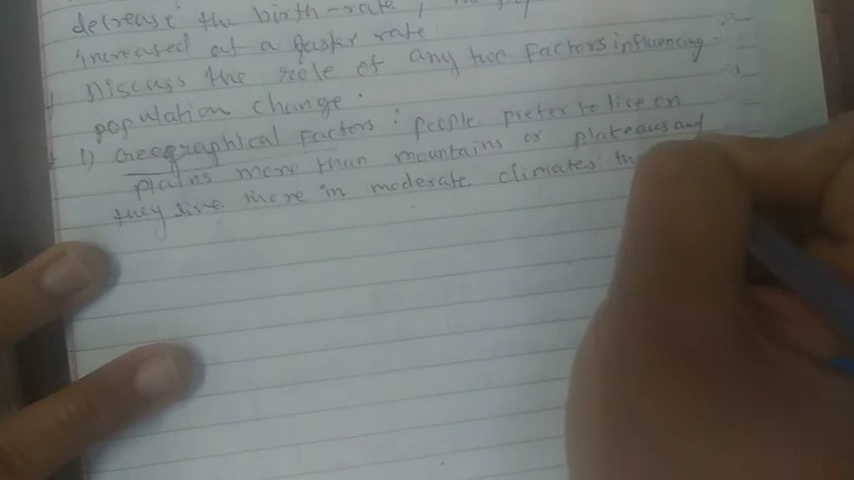 decrease the birth-rate, the
increased at a faster rate
Discuss the role of any two Factors influencing
population change.
1) Geographical Factors : people prefer to live on
plains more than mountains or plateaus and
they live more in moderate climates